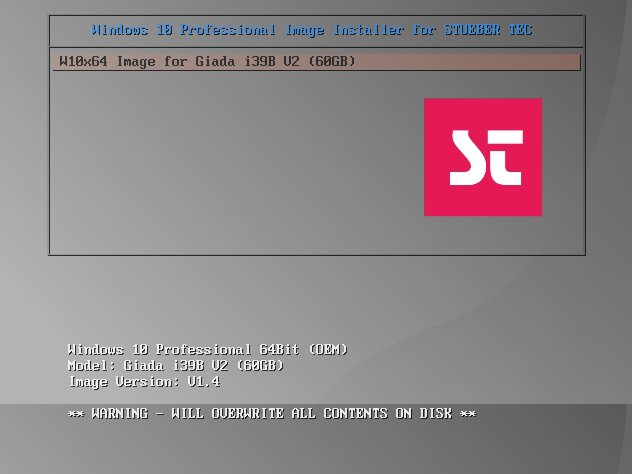 Windows 10 Professional Image Installer for STUEBER TEC
W10x64 Image for Giada i39B V2 (60GB)
ST
Windows 10 Professional 64Bit (OEM)
Model: Giada i39B V2 (60GB)
Image Version: V1.4
** WARNING - WILL OVERWRITE ALL CONTENTS ON DISK **